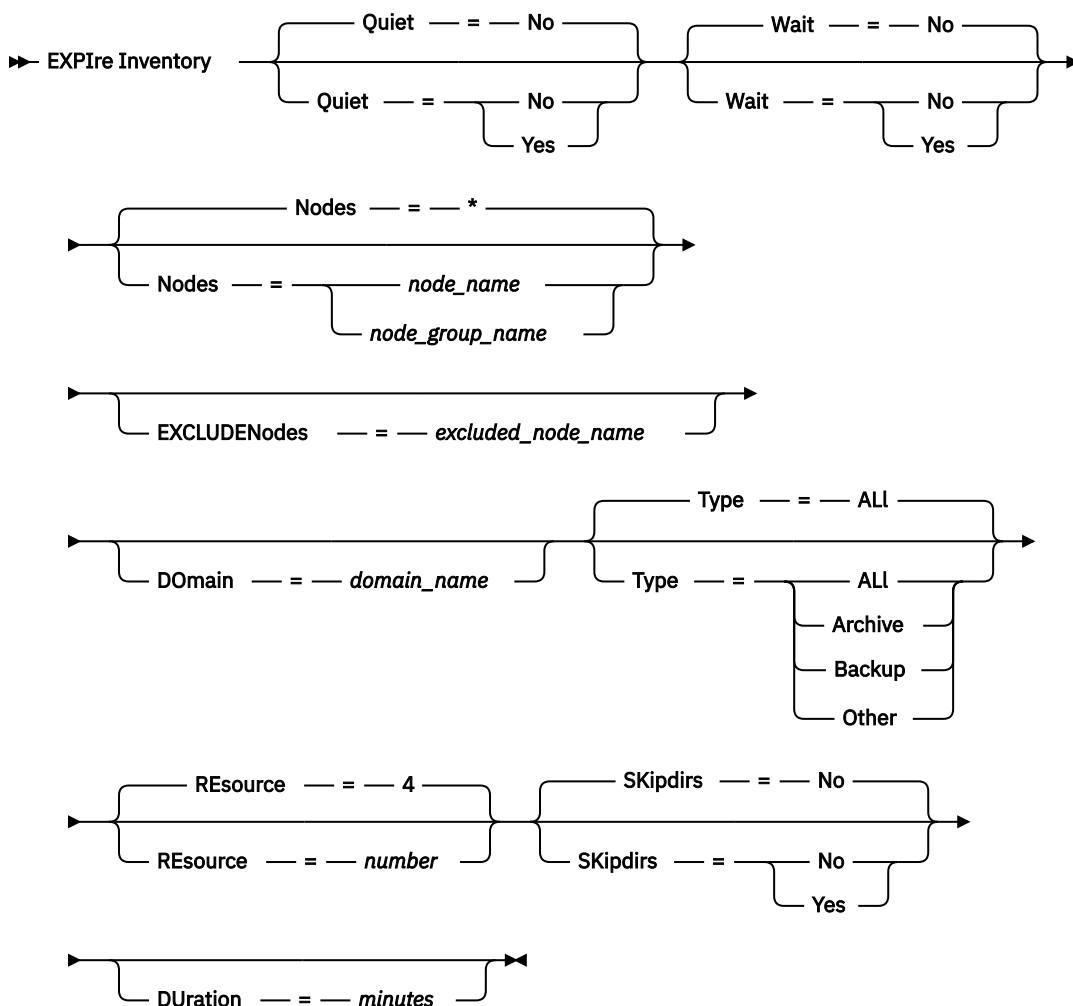 Quiet = No Wait = No
EXPIre Inventory
Quiet = No Wait = No
Yes Yes
Nodes = *
Nodes = node_name
node_group_name
EXCLUDENodes = excluded_node_name
Type = ALl
DOmain = domain_name Type = ALl
Archive
Backup
Other
REsource = 4 SKipdirs = No
REsource = number SKipdirs = No
Yes
DUration = minutes